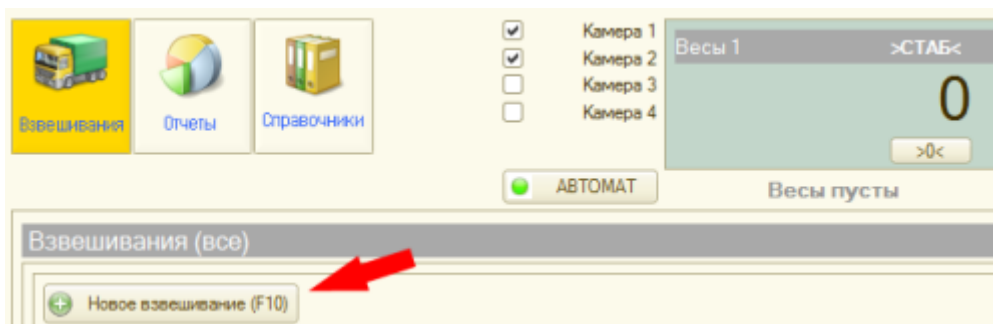 Взвешивания
Отчеты
Справочники
Камера 1
Камера 2
Камера 3
Камера 4
АВТОМАТ
Весы 1 >СТАБ<
0
>0<
Весы пусты
Взвешивания (все)
Новое взвешивание (F10)